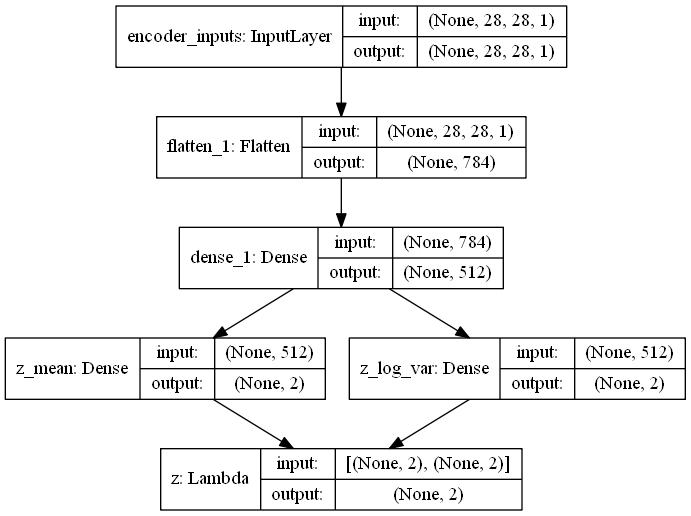 encoder_inputs: InputLayer
input:
(None, 28, 28, 1)
output:
(None, 28, 28, 1)
flatten_1: Flatten
input:
(None, 28, 28, 1)
output:
(None, 784)
dense_1: Dense
input:
(None, 784)
output:
(None, 512)
z_mean: Dense
input:
(None, 512)
output:
(None, 2)
z_log_var: Dense
input:
(None, 512)
output:
(None, 2)
z: Lambda
input:
[(None, 2), (None, 2)]
output:
(None, 2)